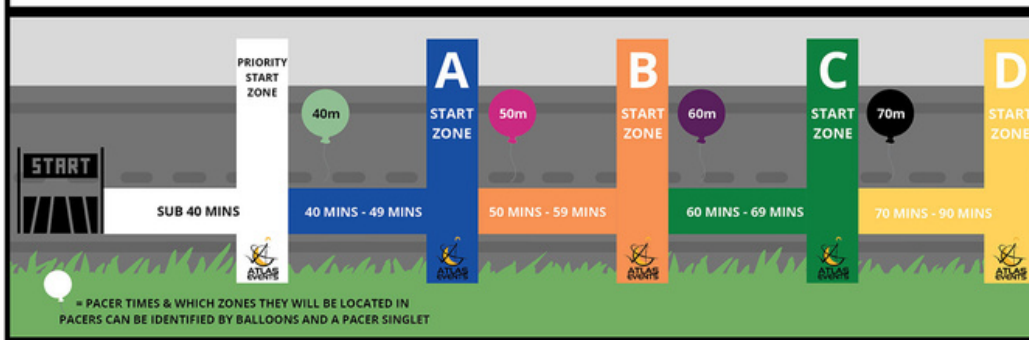 PRIORITY
START
ZONE
A
START
ZONE
B
START
ZONE
C
START
ZONE
D
START
ZONE
40m
50m
60m
70m
START
SUB 40 MINS
40 MINS - 49 MINS
50 MINS - 59 MINS
60 MINS - 69 MINS
70 MINS - 90 MINS
ATLAS
EVENTS
ATLAS
EVENTS
ATLAS
EVENTS
ATLAS
EVENTS
ATLAS
EVENTS
= PACER TIMES & WHICH ZONES THEY WILL BE LOCATED IN
PACERS CAN BE IDENTIFIED BY BALLOONS AND A PACER SINGLET